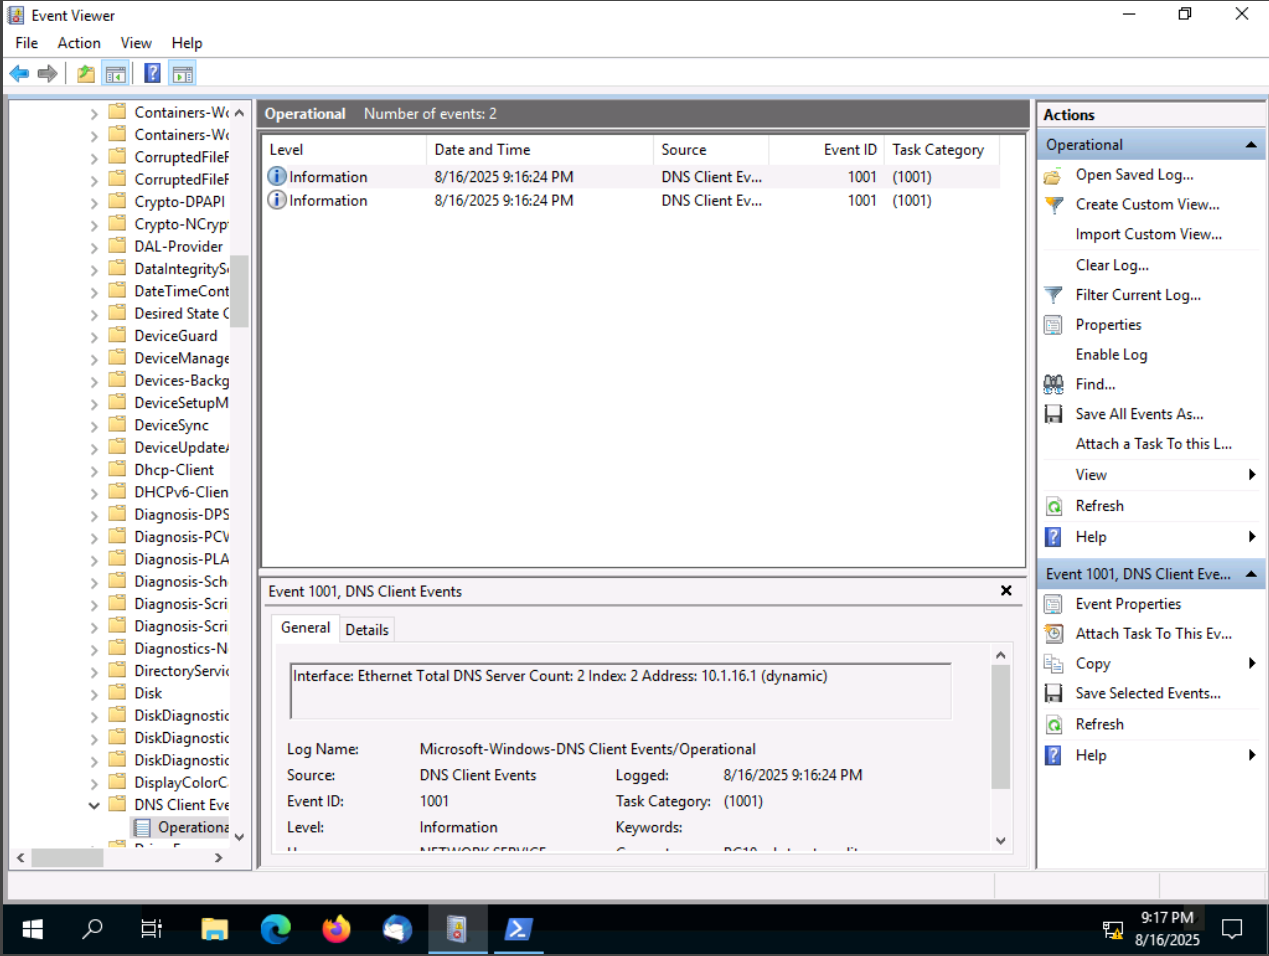 Event Viewer
File Action View Help
Containers-Wo
Containers-Wo
CorruptedFileF
CorruptedFileF
Crypto-DPAPI
Crypto-NCryp
DAL-Provider
DataIntegrityS
DateTimeCont
Desired State C
DeviceGuard
DeviceManage
Devices-Backg
DeviceSetupM
DeviceSync
DeviceUpdate
Dhcp-Client
DHCPv6-Clien
Diagnosis-DPS
Diagnosis-PCW
Diagnosis-PLA
Diagnosis-Sch
Diagnosis-Scri
Diagnosis-Scri
Diagnostics-N
DirectoryServic
Disk
DiskDiagnostic
DiskDiagnostic
DiskDiagnostic
DisplayColorC
DNS Client Eve
Operationa
Operational Number of events: 2
Level Date and Time Source Event ID Task Category
Information 8/16/2025 9:16:24 PM DNS Client Ev... 1001 (1001)
Information 8/16/2025 9:16:24 PM DNS Client Ev... 1001 (1001)
Event 1001, DNS Client Events
General Details
Interface: Ethernet Total DNS Server Count: 2 Index: 2 Address: 10.1.16.1 (dynamic)
Log Name: Microsoft-Windows-DNS Client Events/Operational
Source: DNS Client Events Logged: 8/16/2025 9:16:24 PM
Event ID: 1001 Task Category: (1001)
Level: Information Keywords:
NETWORK SERVICE
Actions
Operational
Open Saved Log...
Create Custom View...
Import Custom View...
Clear Log...
Filter Current Log...
Properties
Enable Log
Find...
Save All Events As...
Attach a Task To this L...
View
Refresh
Help
Event 1001, DNS Client Eve...
Event Properties
Attach Task To This Ev...
Copy
Save Selected Events...
Refresh
Help
9:17 PM
8/16/2025